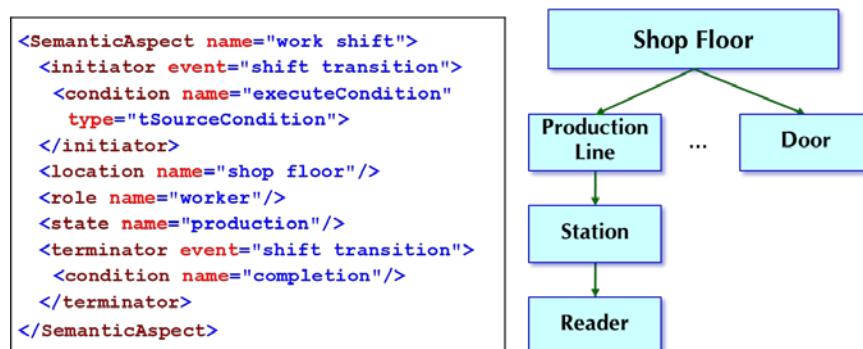 <SemanticAspect name="work shift">
<initiator event="shift transition">
<condition name="executeCondition"
type="tSourceCondition">
</initiator>
<location name="shop floor"/>
<role name="worker"/>
<state name="production"/>
<terminator event="shift transition">
<condition name="completion"/>
</terminator>
</SemanticAspect>
Shop Floor
Production
Line
...
Door
Station
Reader